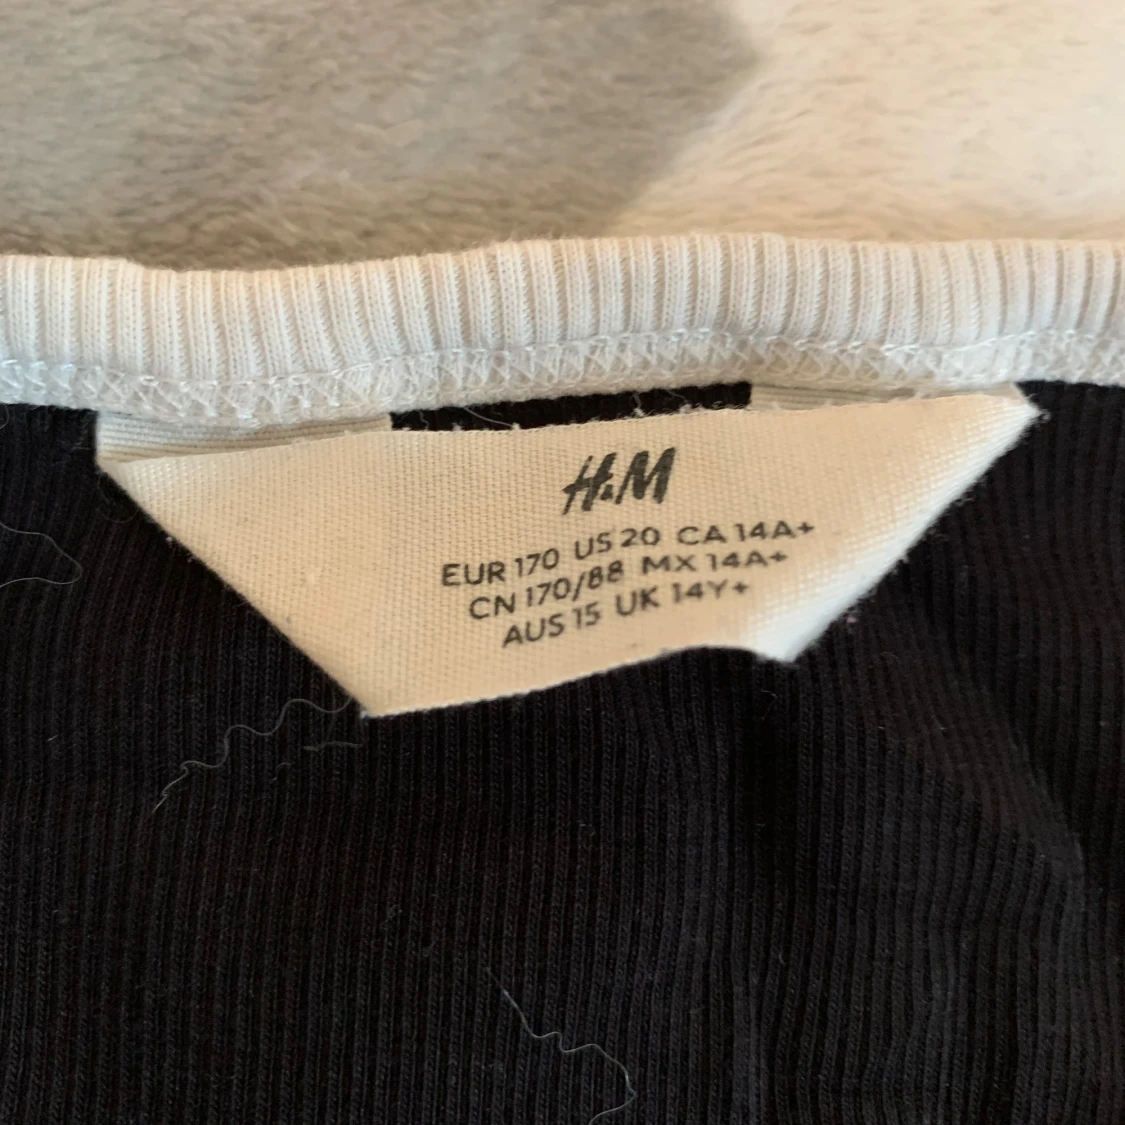 H&M
EUR 170 US 20 CA 14A+
CN 170/88 MX 14A+
AUS 15 UK 14Y+